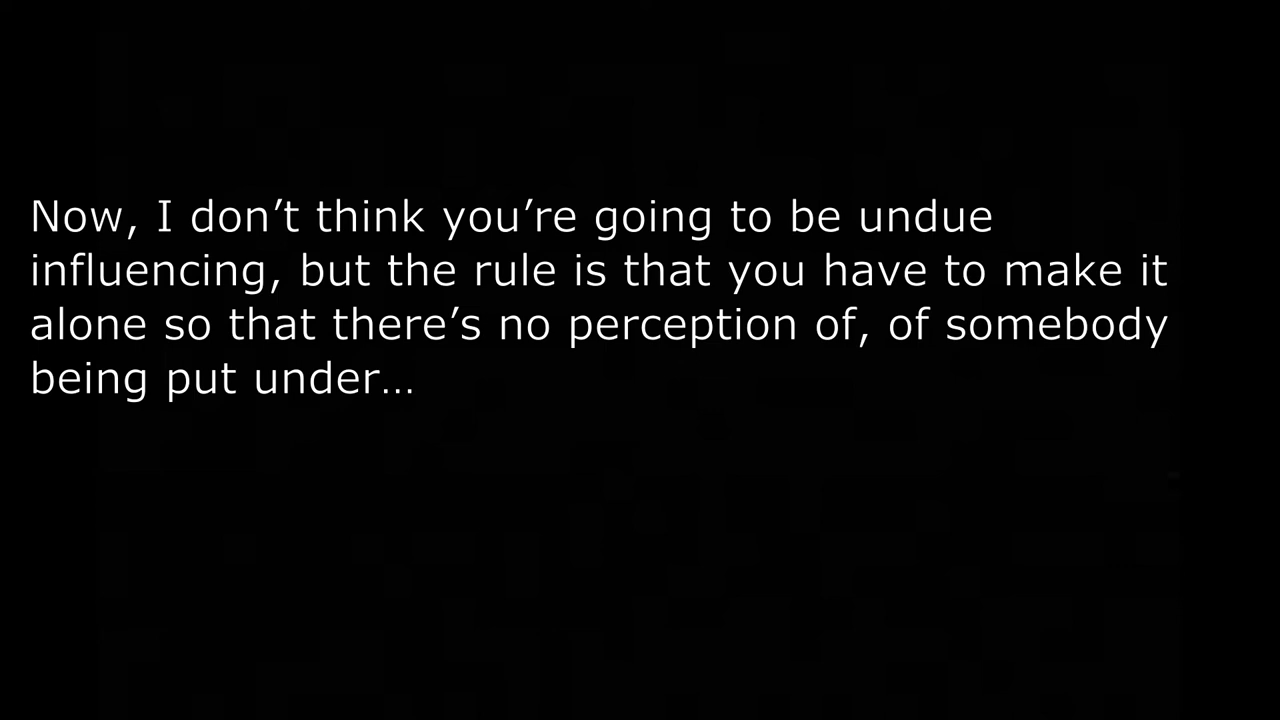 Now, I don’t think you’re going to be undue
influencing, but the rule is that you have to make it
alone so that there’s no perception of, of somebody
being put under…